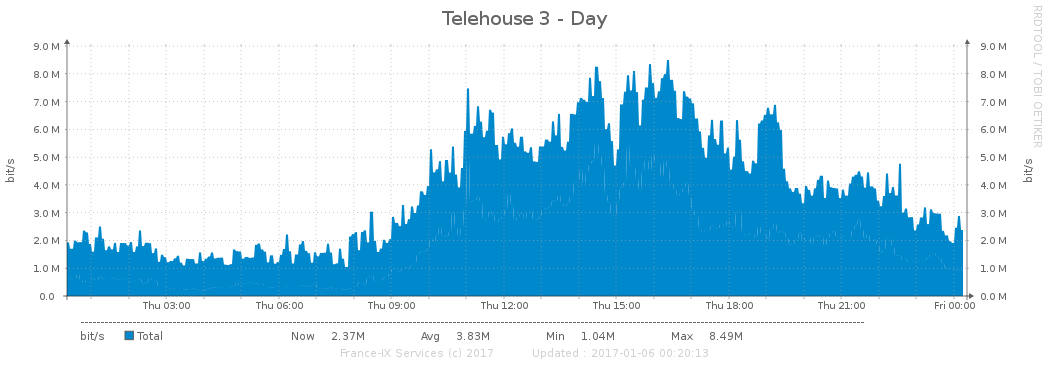 Telehouse 3 - Day
RRDTOOL / TOBI OETIKER
bit/s
9.0 M
8.0 M
7.0 M
6.0 M
5.0 M
4.0 M
3.0 M
2.0 M
1.0 M
0.0
9.0 M
8.0 M
7.0 M
6.0 M
5.0 M
4.0 M
3.0 M
2.0 M
1.0 M
0.0 M
bit/s
Thu 03:00 Thu 06:00 Thu 09:00 Thu 12:00 Thu 15:00 Thu 18:00 Thu 21:00 Fri 00:00
bit/s Total Now 2.37M Avg 3.83M Min 1.04M Max 8.49M
France-IX Services (c) 2017 Updated : 2017-01-06 00:20:13